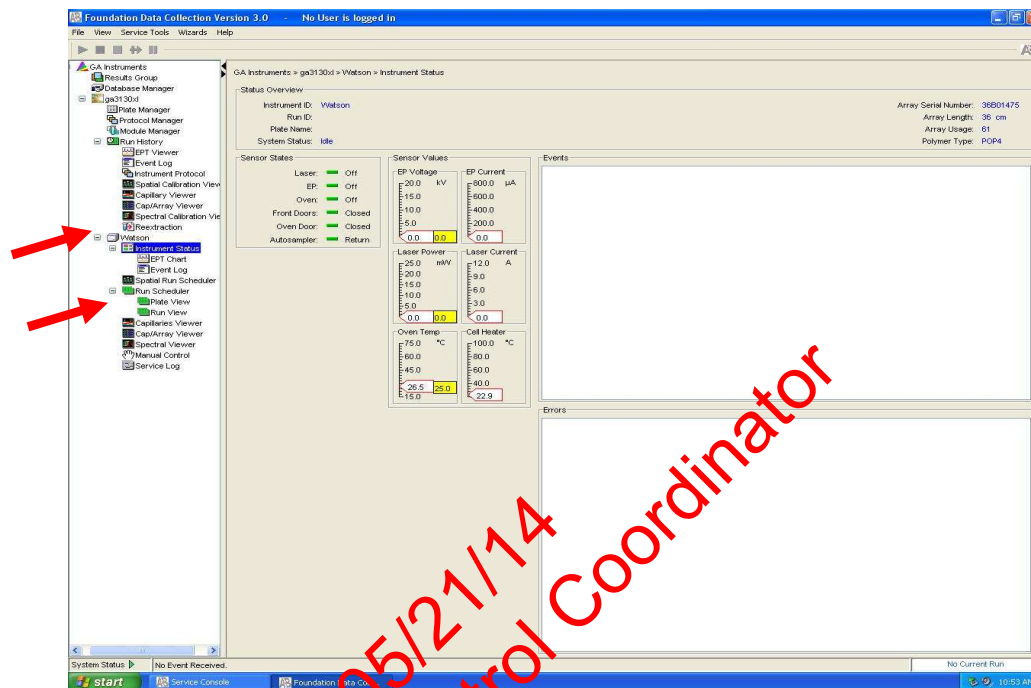 Foundation Data Collection Version 3.0 - No User is logged in
File View Service Tools Wizards Help
GA Instruments
Results Group
Database Manager
ga3130xl
Plate Manager
Protocol Manager
Module Manager
Run History
EPT Viewer
Event Log
Instrument Protocol
Spatial Calibration View
Capillary Viewer
Cap/Array Viewer
Spectral Calibration Vie
Reextraction
Watson
Instrument Status
EPT Chart
Event Log
Spatial Run Scheduler
Run Scheduler
Plate View
Run View
Capillaries Viewer
Cap/Array Viewer
Spectral Viewer
Manual Control
Service Log
GA Instruments > ga3130xl > Watson > Instrument Status
Status Overview
Instrument ID: Watson
Run ID:
Plate Name:
System Status: Idle
Array Serial Number: 36B01475
Array Length: 36 cm
Array Usage: 61
Polymer Type: POP4
Sensor States
Laser: Off
EP: Off
Oven: Off
Front Doors: Closed
Oven Door: Closed
Autosampler: Return
Sensor Values
EP Voltage
20.0 kV
15.0
10.0
5.0
0.0 0.0
EP Current
800.0 µA
600.0
400.0
200.0
0.0
Laser Power
25.0 mW
20.0
15.0
10.0
5.0
0.0 0.0
Laser Current
12.0 A
9.0
6.0
3.0
0.0
Oven Temp
75.0 °C
60.0
45.0
26.5 25.0
15.0
Cell Heater
100.0 °C
80.0
60.0
40.0
22.9
Events
Errors
05/21/14
trol Coordinator
System Status No Event Received.
No Current Run
start Service Console Foundation Data Co... 10:53 AM